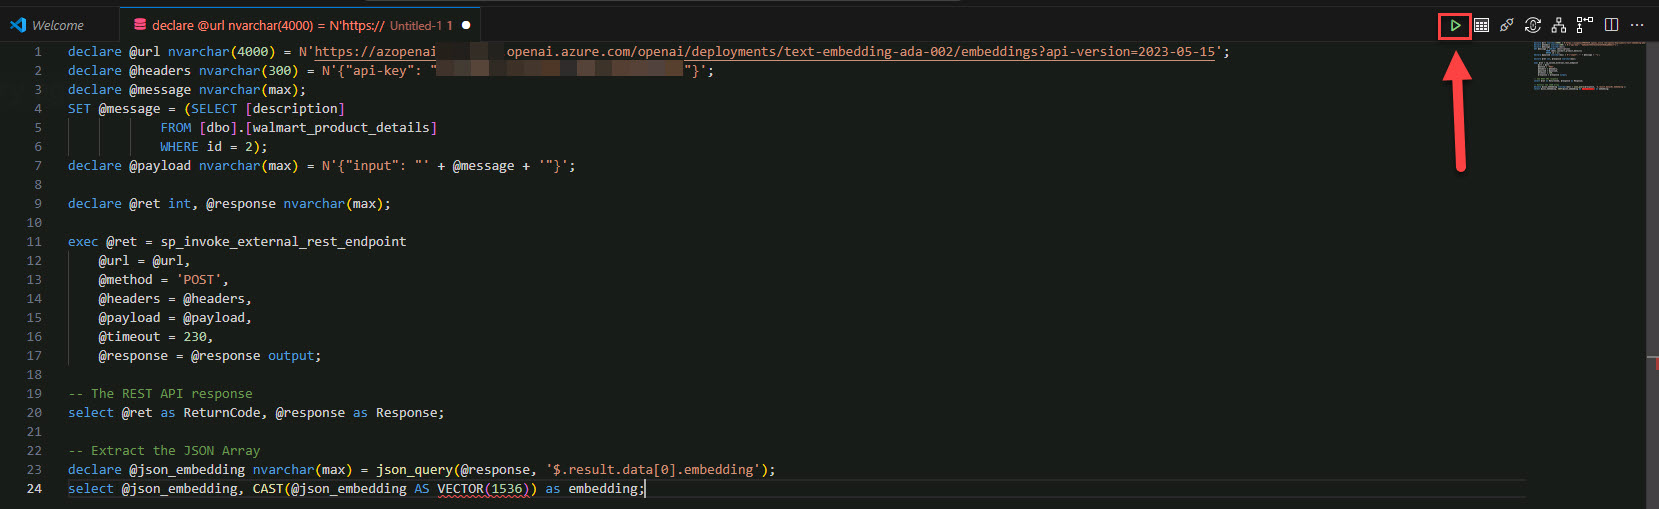 Welcome
declare @url nvarchar(4000) = N'https:// Untitled-1 1
1 declare @url nvarchar(4000) = N'https://azopenai openai.azure.com/openai/deployments/text-embedding-ada-002/embeddings?api-version=2023-05-15';
2 declare @headers nvarchar(300) = N'{"api-key": " "}';
3 declare @message nvarchar(max);
4 SET @message = (SELECT [description]
5 FROM [dbo].[walmart_product_details]
6 WHERE id = 2);
7 declare @payload nvarchar(max) = N'{"input": "' + @message + '"}';
8
9 declare @ret int, @response nvarchar(max);
10
11 exec @ret = sp_invoke_external_rest_endpoint
12 @url = @url,
13 @method = 'POST',
14 @headers = @headers,
15 @payload = @payload,
16 @timeout = 230,
17 @response = @response output;
18
19 -- The REST API response
20 select @ret as ReturnCode, @response as Response;
21
22 -- Extract the JSON Array
23 declare @json_embedding nvarchar(max) = json_query(@response, '$.result.data[0].embedding');
24 select @json_embedding, CAST(@json_embedding AS VECTOR(1536)) as embedding;